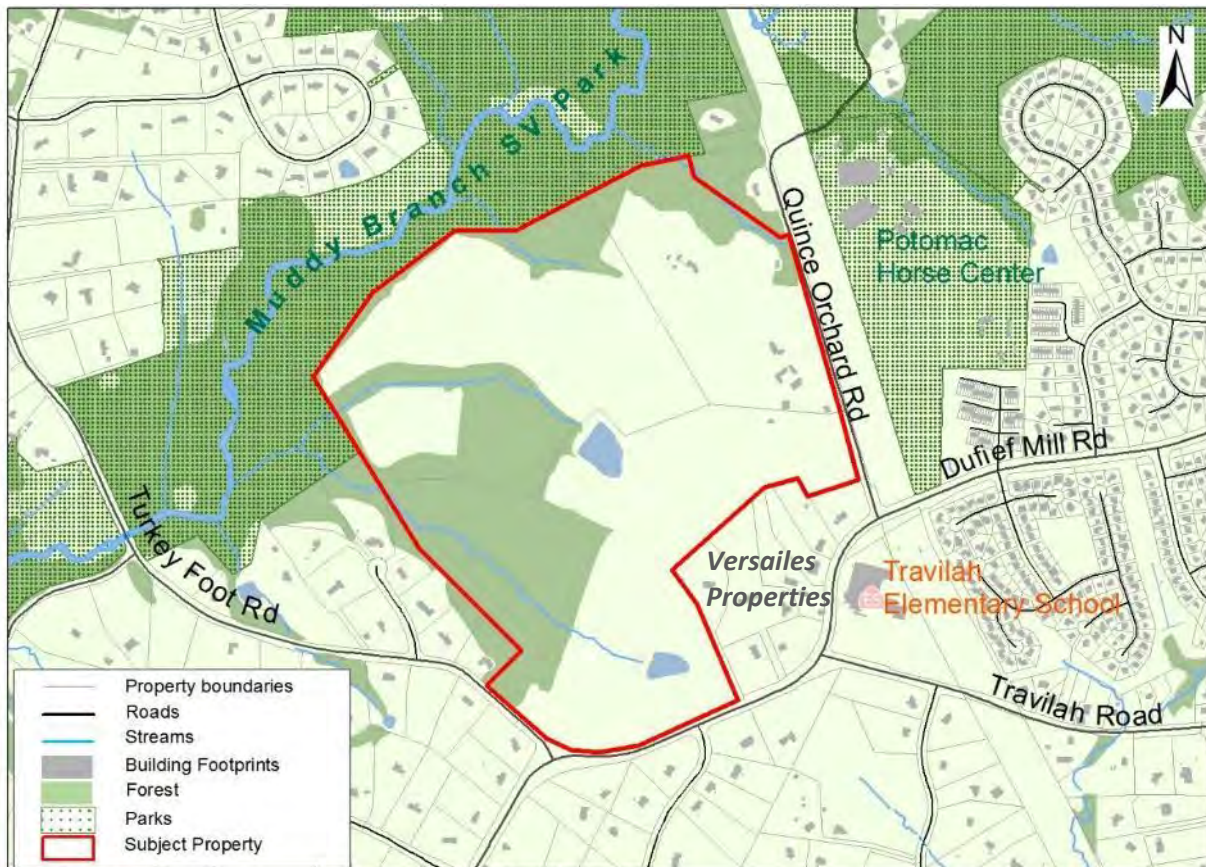 N
Muddy Branch SV Park
Quince Orchard Rd
Potomac
Horse Center
Dufief Mill Rd
Turkey Foot Rd
Versailes
Properties
Travilah
Elementary School
ES
Travilah Road
Property boundaries
Roads
Streams
Building Footprints
Forest
Parks
Subject Property